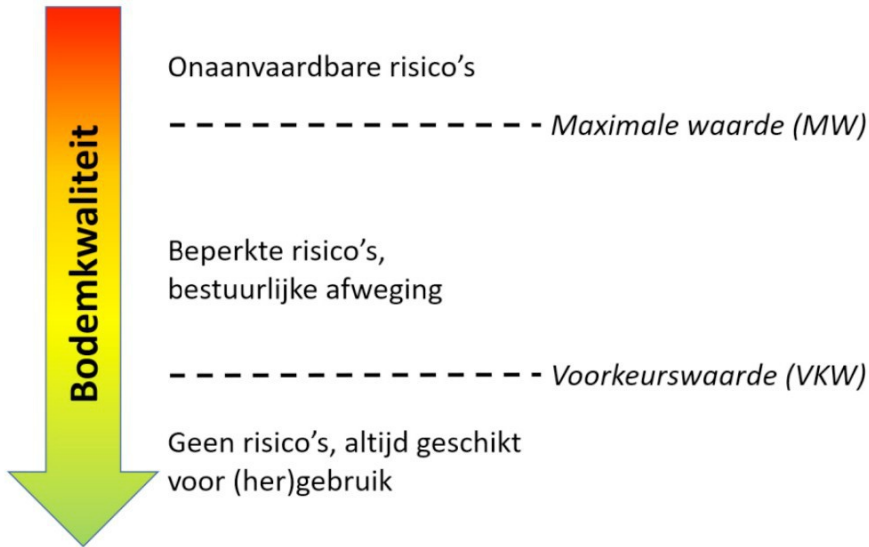 Bodemkwaliteit
Onaanvaardbare risico's
Maximale waarde (MW)
Beperkte risico's,
bestuurlijke afweging
Voorkeurswaarde (VKW)
Geen risico's, altijd geschikt
voor (her)gebruik